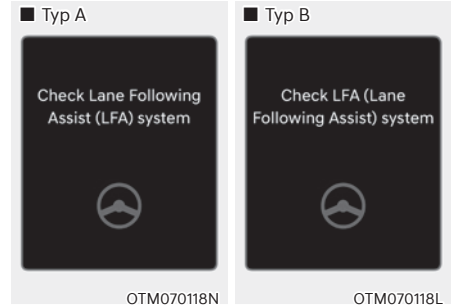 ■ Typ A
Check Lane Following
Assist (LFA) system
OTM070118N
■ Typ B
Check LFA (Lane
Following Assist) system
OTM070118L